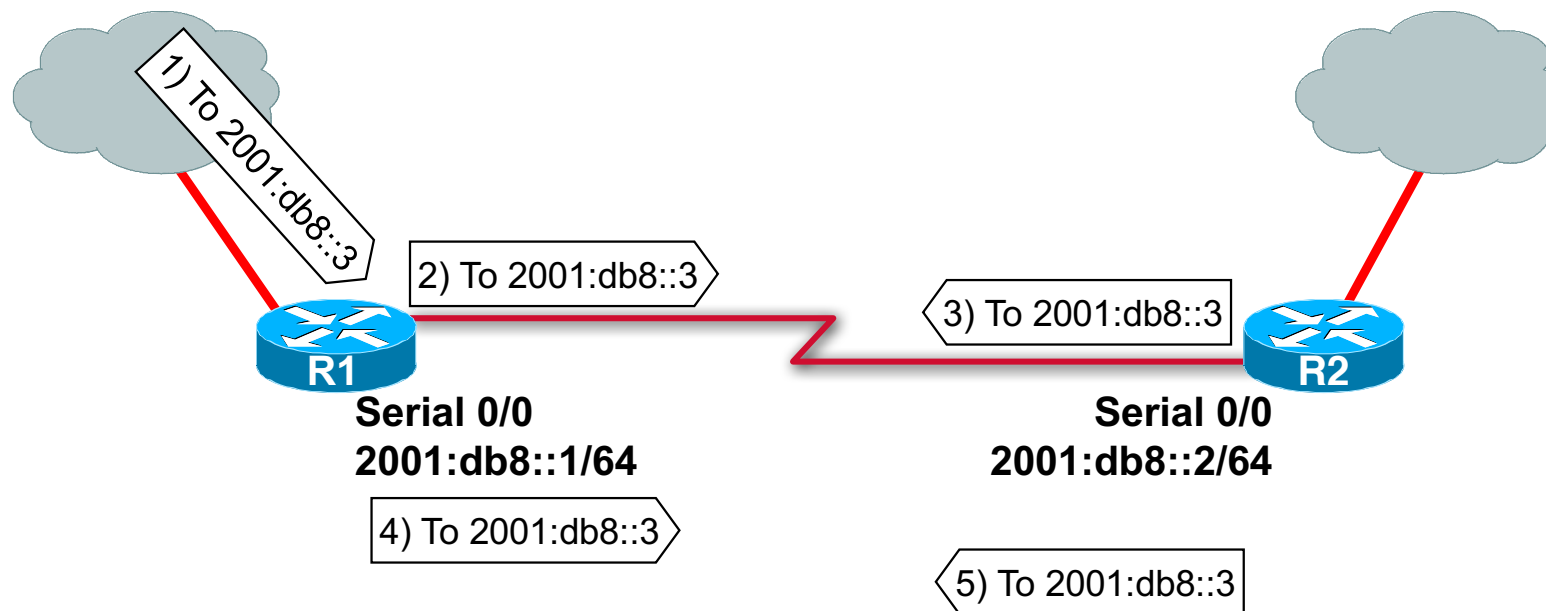 1) To 2001:db8::3
2) To 2001:db8::3
3) To 2001:db8::3
R1
R2
Serial 0/0
2001:db8::1/64
Serial 0/0
2001:db8::2/64
4) To 2001:db8::3
5) To 2001:db8::3